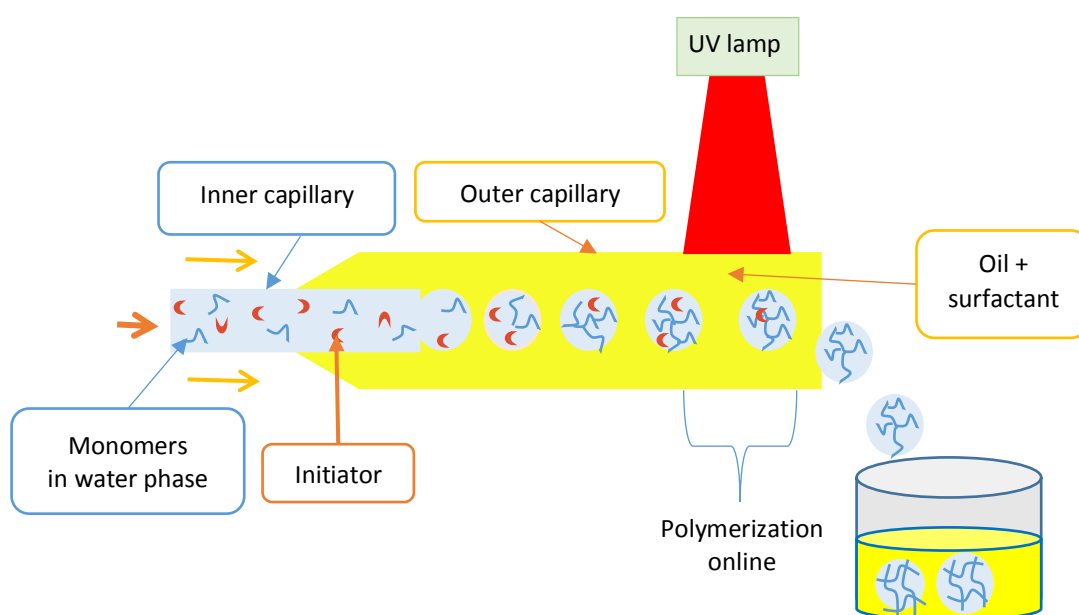 UV lamp
Inner capillary
Outer capillary
Oil +
surfactant
Monomers
in water phase
Initiator
Polymerization
online